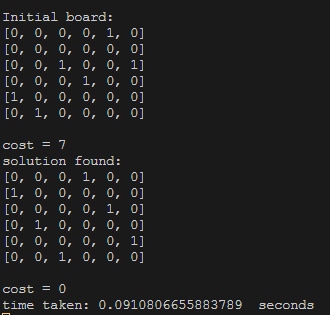 Initial board:
[0, 0, 0, 0, 1, 0]
[0, 0, 0, 0, 0, 0]
[0, 0, 1, 0, 0, 1]
[0, 0, 0, 1, 0, 0]
[1, 0, 0, 0, 0, 0]
[0, 1, 0, 0, 0, 0]
cost = 7
solution found:
[0, 0, 0, 1, 0, 0]
[1, 0, 0, 0, 0, 0]
[0, 0, 0, 0, 1, 0]
[0, 1, 0, 0, 0, 0]
[0, 0, 0, 0, 0, 1]
[0, 0, 1, 0, 0, 0]
cost = 0
time taken: 0.0910806655883789  seconds